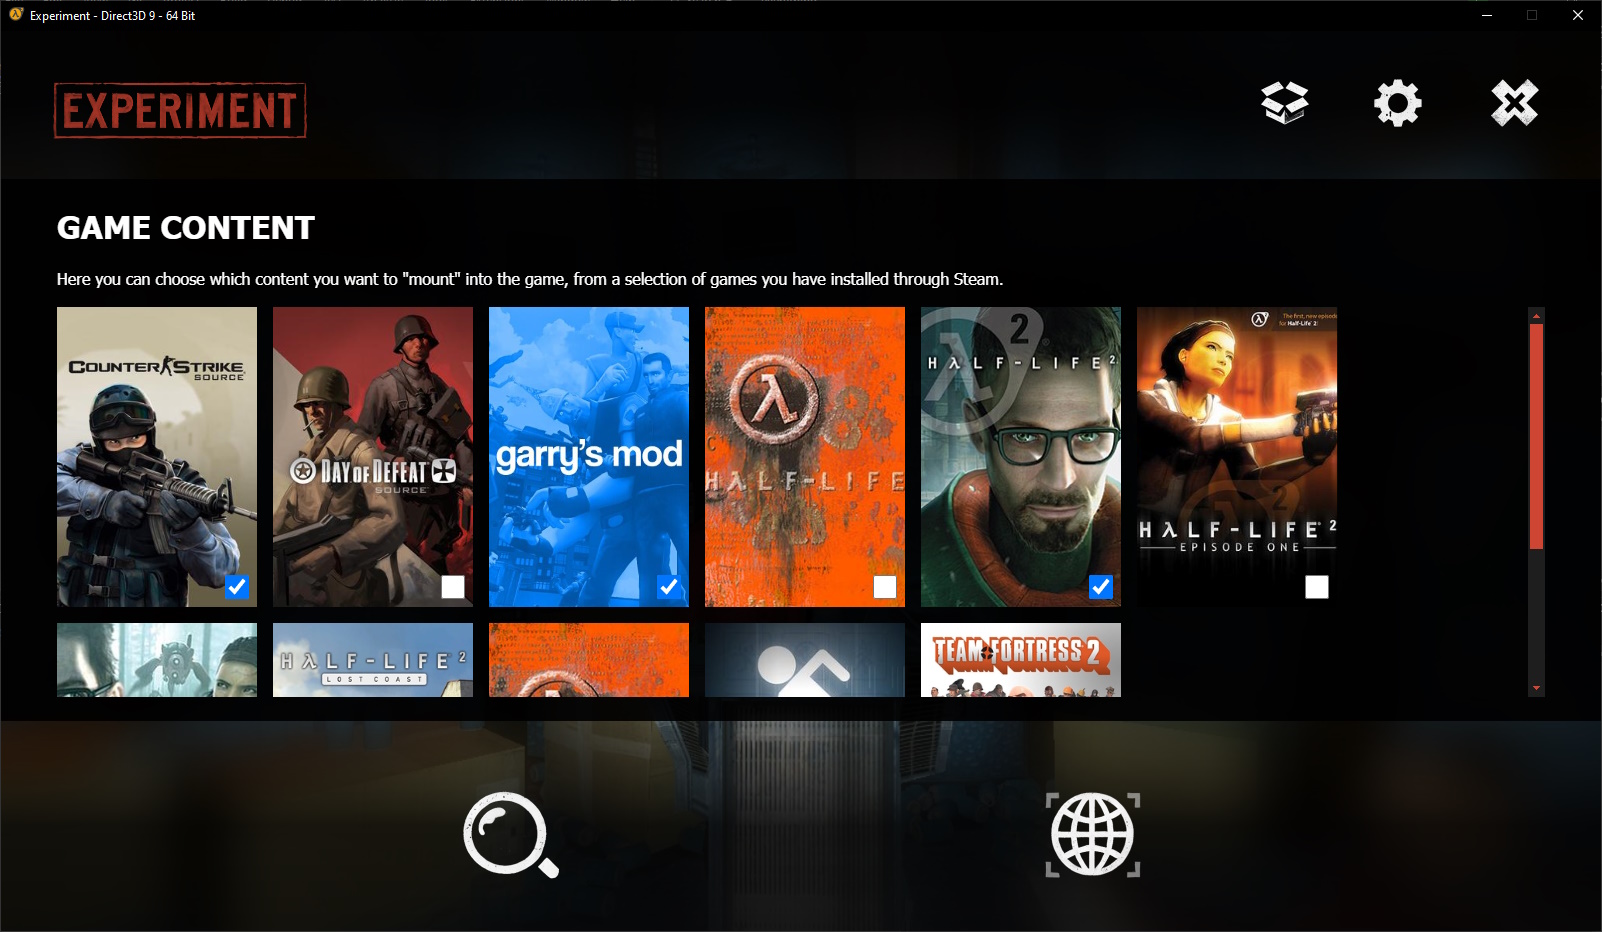 Experiment - Direct3D 9 - 64 Bit
EXPERIMENT
GAME CONTENT
Here you can choose which content you want to "mount" into the game, from a selection of games you have installed through Steam.
COUNTER STRIKE
SOURCE
DAY OF DEFEAT
SOURCE
garry's mod
HALF-LIFE
2
HALF-LIFE 2
The first, new episode
for Half-Life 2!
HALF-LIFE 2
EPISODE ONE
HALF-LIFE 2
LOST COAST
TEAM FORTRESS 2